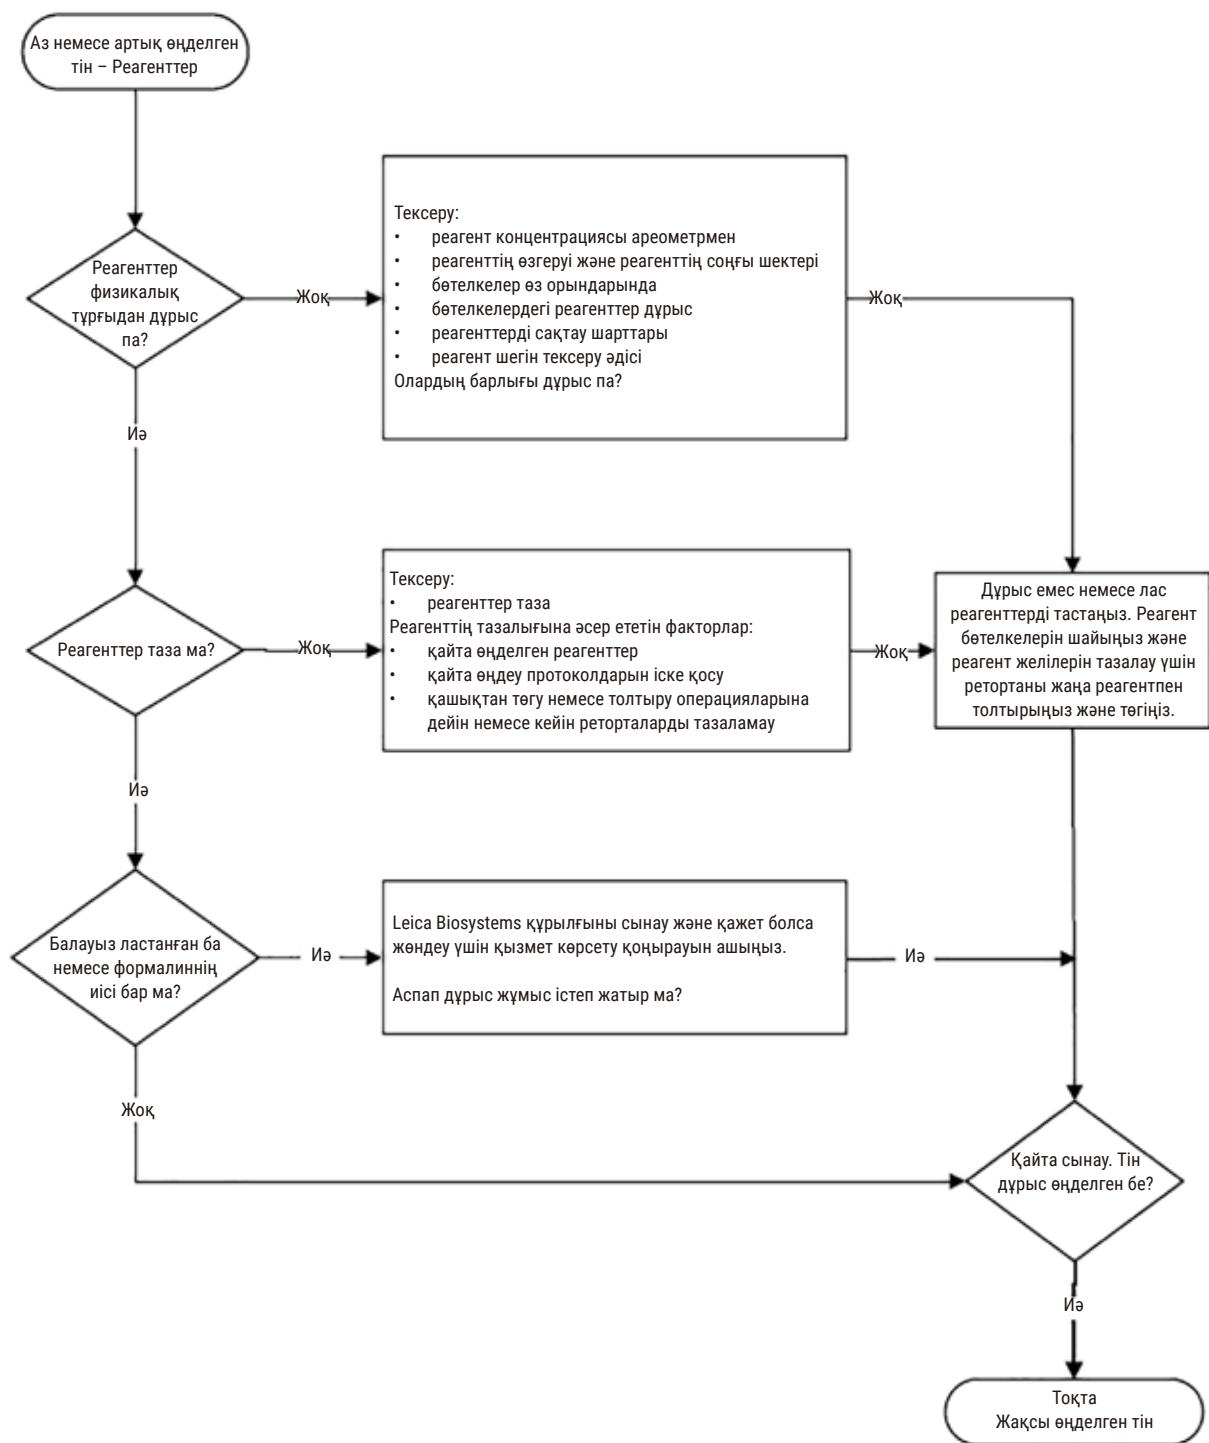 Аз немесе артық өңделген
тін – Реагенттер
Реагенттер
физикалық
тұрғыдан дұрыс
па?
Жоқ
Тексеру:
• реагент концентрациясы ареометрмен
• реагенттің өзгеруі және реагенттің соңғы шектері
• бөтелкелер өз орындарында
• бөтелкелердегі реагенттер дұрыс
• реагенттерді сақтау шарттары
• реагент шегін тексеру әдісі
Олардың барлығы дұрыс па?
Жоқ
Иә
Реагенттер таза ма?
Жоқ
Тексеру:
• реагенттер таза
Реагенттің тазалығына әсер ететін факторлар:
• қайта өңделген реагенттер
• қайта өңдеу протоколдарын іске қосу
• қашықтан төгу немесе толтыру операцияларына
дейін немесе кейін реторталарды тазаламау
Жоқ
Дұрыс емес немесе лас
реагенттерді тастаңыз. Реагент
бөтелкелерін шайыңыз және
реагент желілерін тазалау үшін
ретортаны жаңа реагентпен
толтырыңыз және төгіңіз.
Иә
Балауыз ластанған ба
немесе формалиннің
иісі бар ма?
Иә
Leica Biosystems құрылғыны сынау және қажет болса
жөндеу үшін қызмет көрсету қоңырауын ашыңыз.
Аспап дұрыс жұмыс істеп жатыр ма?
Иә
Жоқ
Қайта сынау. Тін
дұрыс өңделген бе?
Иә
Тоқта
Жақсы өңделген тін